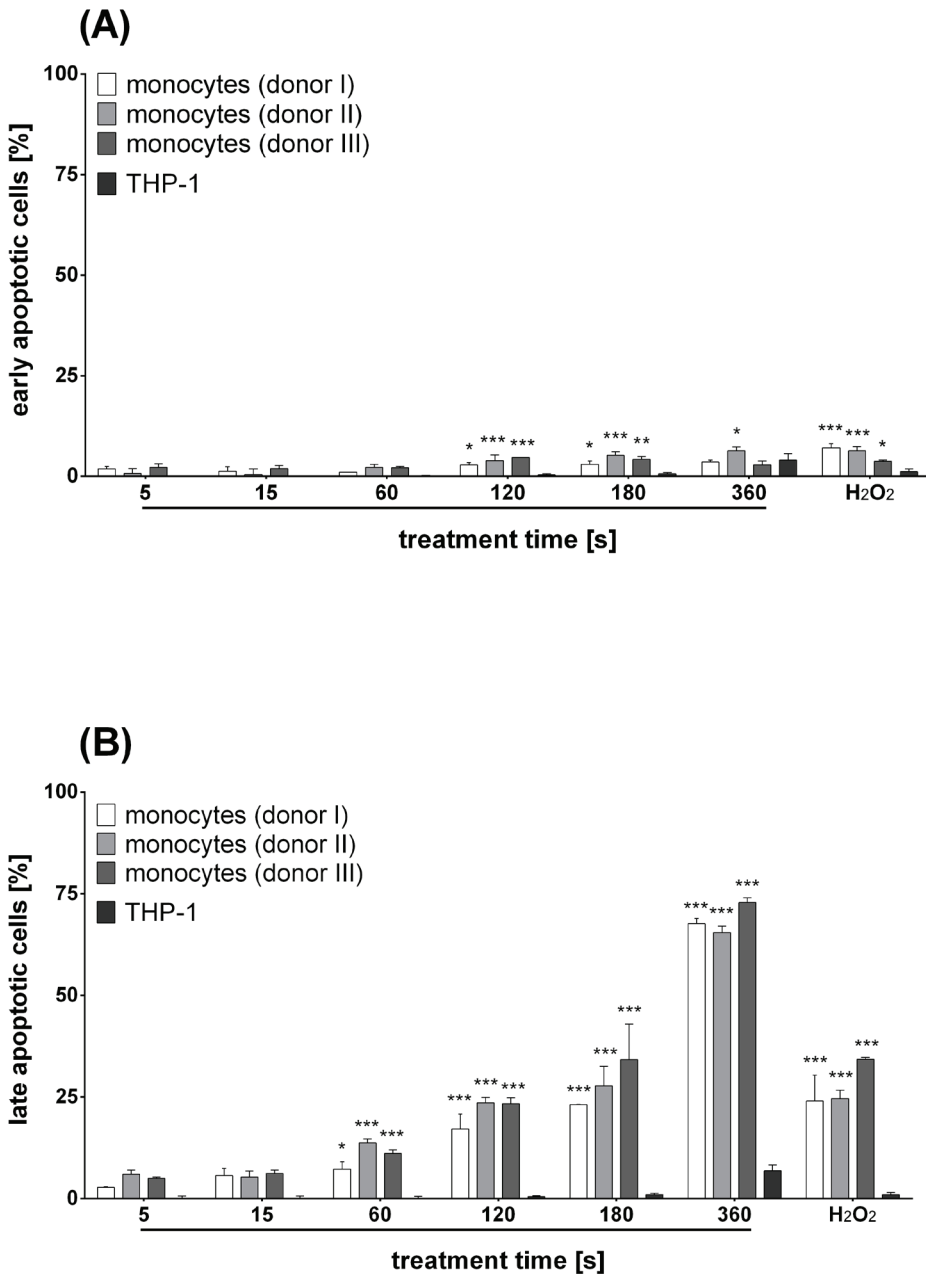 (A)
100
75
50
25
0
early apoptotic cells [%]
monocytes (donor I)
monocytes (donor II)
monocytes (donor III)
THP-1
* *** *** * *** ** * *** *** *
5 15 60 120 180 360 H2O2
treatment time [s]
(B)
100
75
50
25
0
late apoptotic cells [%]
monocytes (donor I)
monocytes (donor II)
monocytes (donor III)
THP-1
* *** *** *** *** *** *** *** *** *** *** *** *** *** ***
5 15 60 120 180 360 H2O2
treatment time [s]